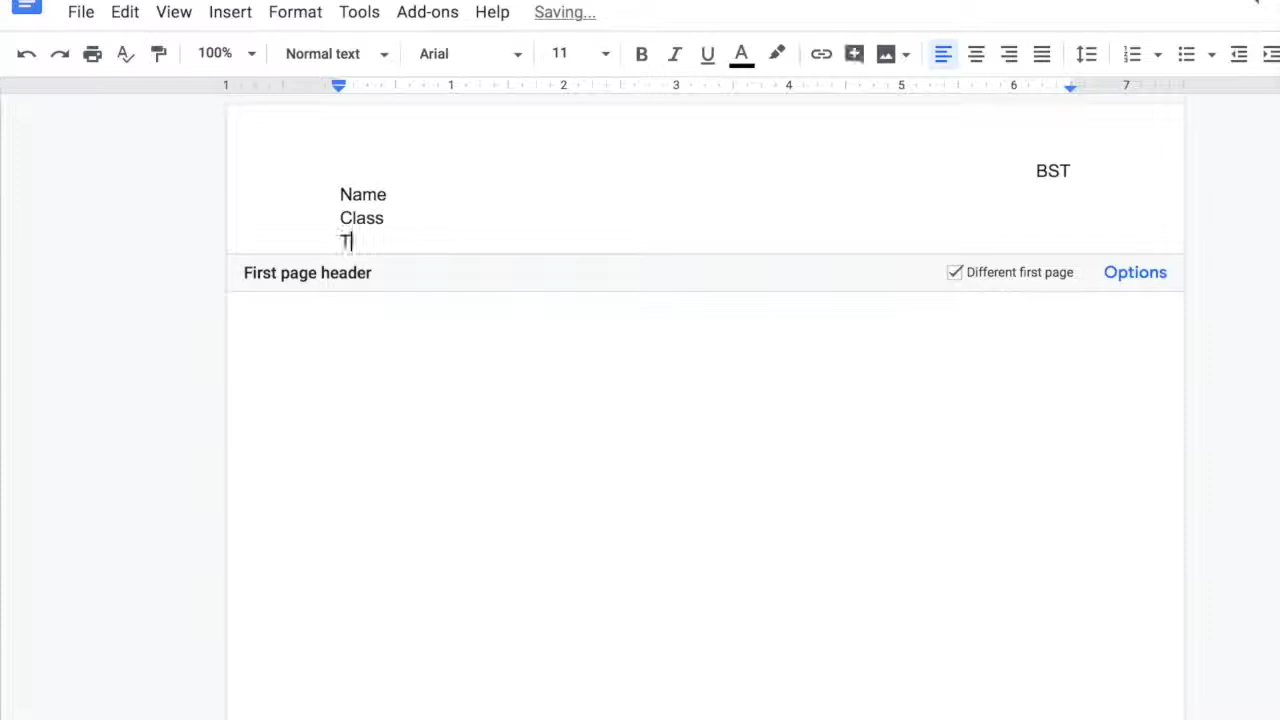 File Edit View Insert Format Tools Add-ons Help Saving...
100% Normal text Arial 11 B I U A
1 1 2 3 4 5 6 7
BST
Name
Class
T
First page header Different first page Options